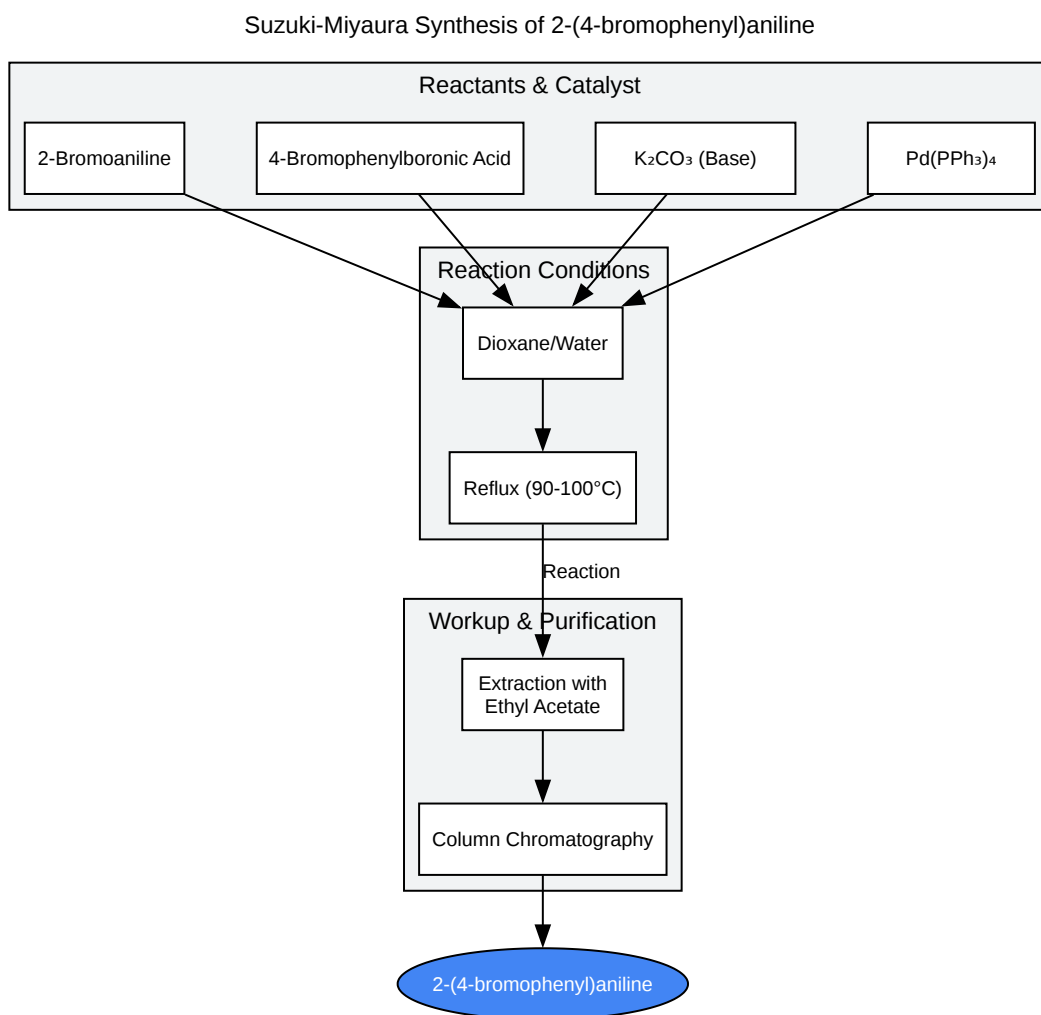 Suzuki-Miyaura Synthesis of 2-(4-bromophenyl)aniline
Reactants & Catalyst
2-Bromoaniline
4-Bromophenylboronic Acid
K₂CO₃ (Base)
Pd(PPh₃)₄
Reaction Conditions
Dioxane/Water
Reflux (90-100°C)
Reaction
Workup & Purification
Extraction with
Ethyl Acetate
Column Chromatography
2-(4-bromophenyl)aniline